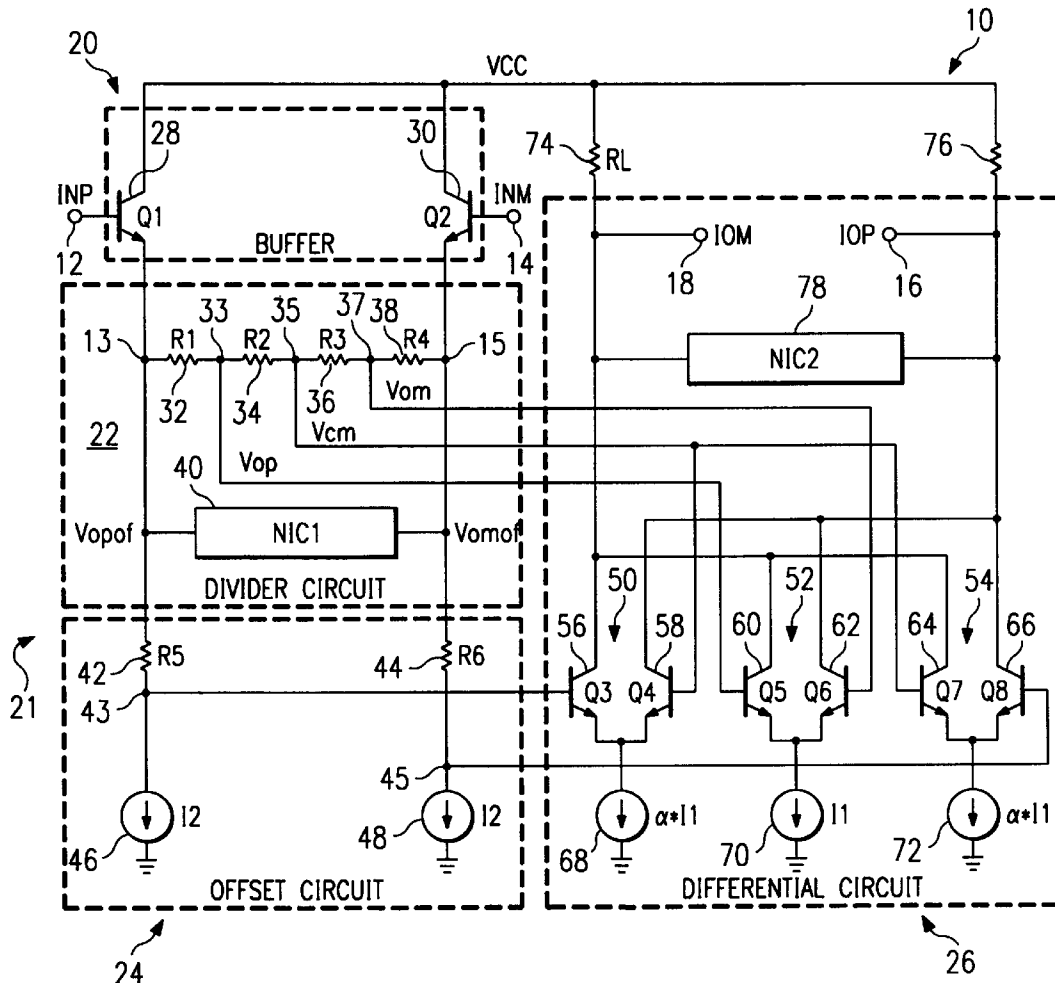 20
10
VCC
28
30
74
RL
76
INP
INM
Q1
Q2
12
BUFFER
14
IOM
IOP
18
16
13
33
35
37
38
15
78
R1
R2
R3
R4
NIC2
32
34
36
Vom
22
Vcm
Vop
40
Vopof
NIC1
Vomof
DIVIDER CIRCUIT
50
52
54
21
42
R5
44
R6
56
58
60
62
64
66
43
Q3
Q4
Q5
Q6
Q7
Q8
45
I2
I2
α*I1
I1
α*I1
46
48
68
70
72
OFFSET CIRCUIT
DIFFERENTIAL CIRCUIT
24
26